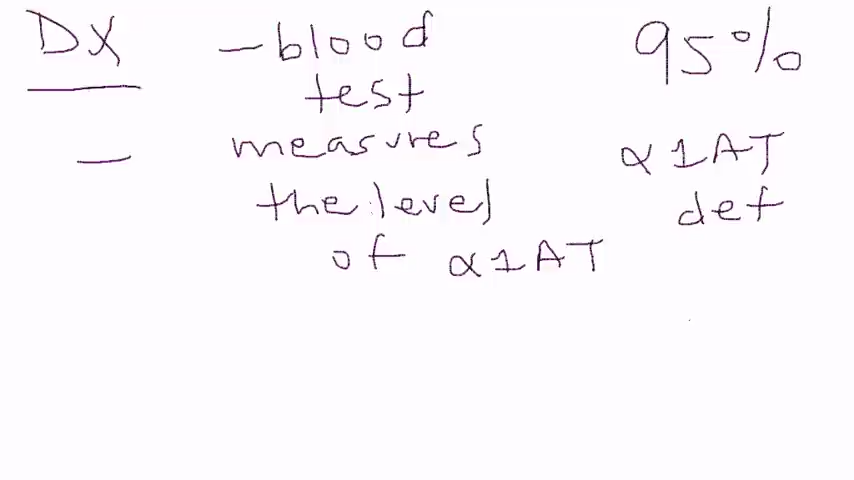 DX
– blood test
– measures the level of α1AT
95%
α1AT def